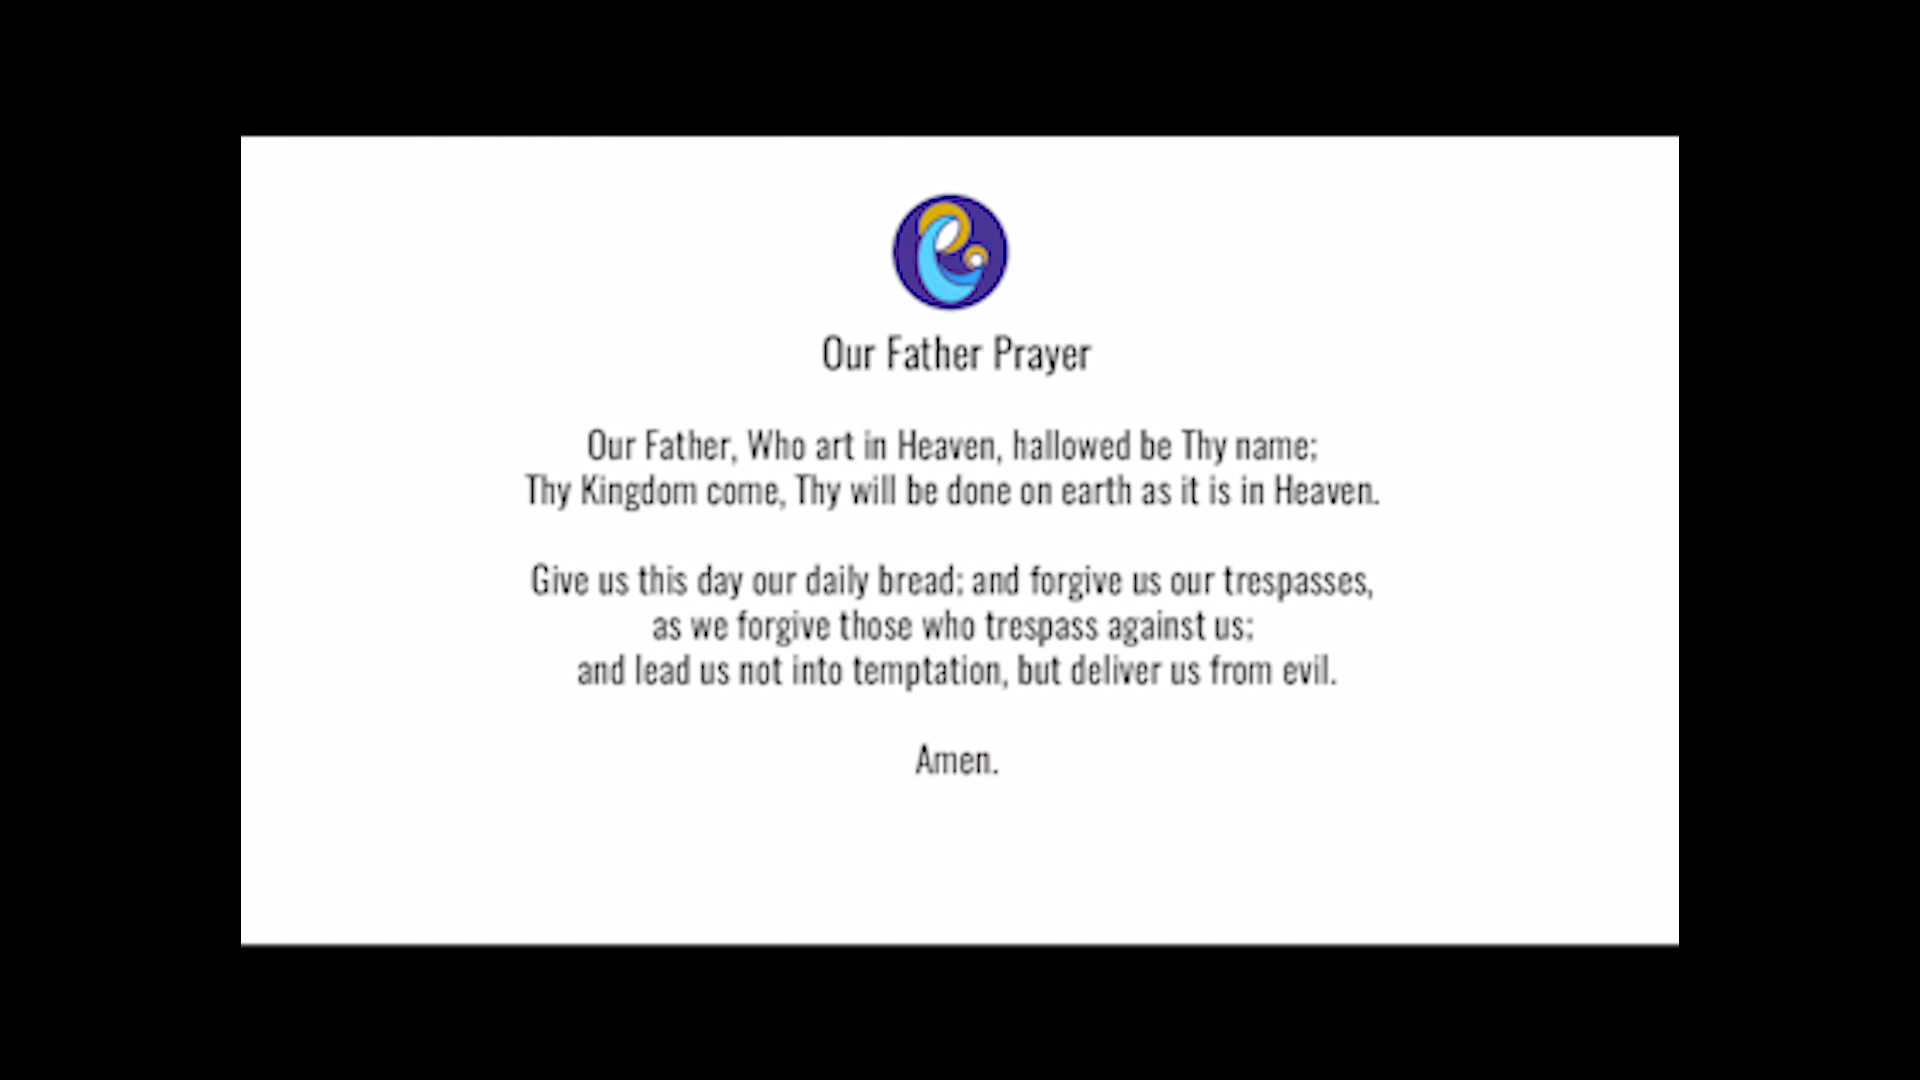 Our Father Prayer
Our Father, Who art in Heaven, hallowed be Thy name;
Thy Kingdom come, Thy will be done on earth as it is in Heaven.
Give us this day our daily bread; and forgive us our trespasses,
as we forgive those who trespass against us;
and lead us not into temptation, but deliver us from evil.
Amen.